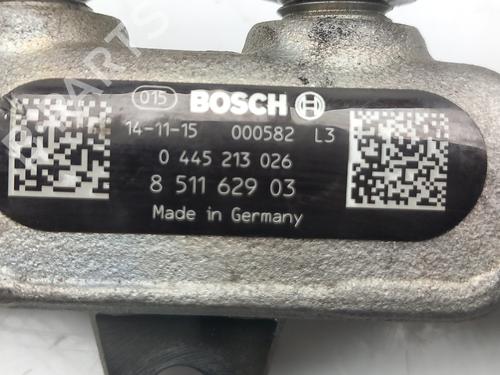 015 BOSCH
14-11-15 000582 L3
0 445 213 026
8 511 629 03
Made in Germany